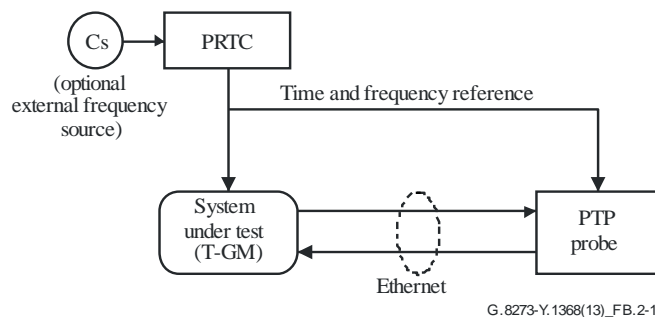 Cs
PRTC
(optional
external frequency
source)
Time and frequency reference
System
under test
(T-GM)
PTP
probe
Ethernet
G.8273-Y.1368(13)_FB.2-1